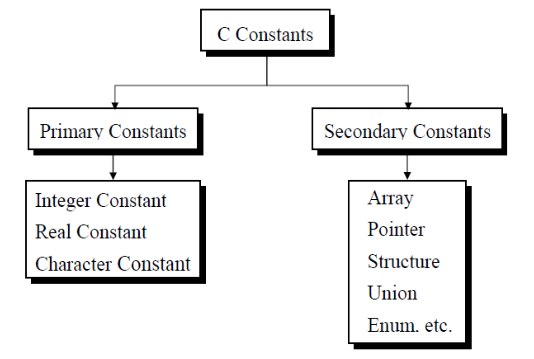 C Constants
Primary Constants
Secondary Constants
Integer Constant
Real Constant
Character Constant
Array
Pointer
Structure
Union
Enum. etc.